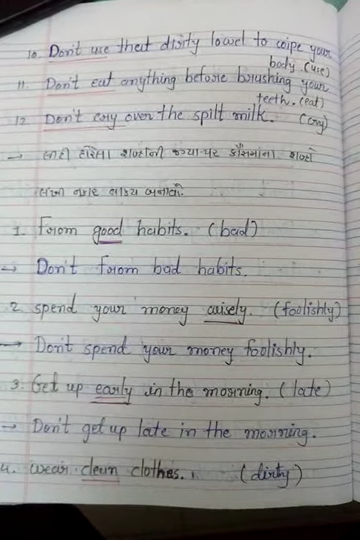 10. Don't use that dirty towel to wipe your
body. (use)
11. Don't eat anything before brushing your
teeth. (eat)
12. Don't cry over the spilt milk. (cry)
→ લીટી દોરેલા શબ્દોની જગ્યા પર કૌંસમાંના શબ્દો
લખી નકાર વાક્ય બનાવો.
1. From good habits. (bad)
→ Don't from bad habits.
2. spend your money wisely. (foolishly)
→ Don't spend your money foolishly.
3. Get up early in the morning. (late)
→ Don't get up late in the morning.
4. wear clean clothes. (dirty)